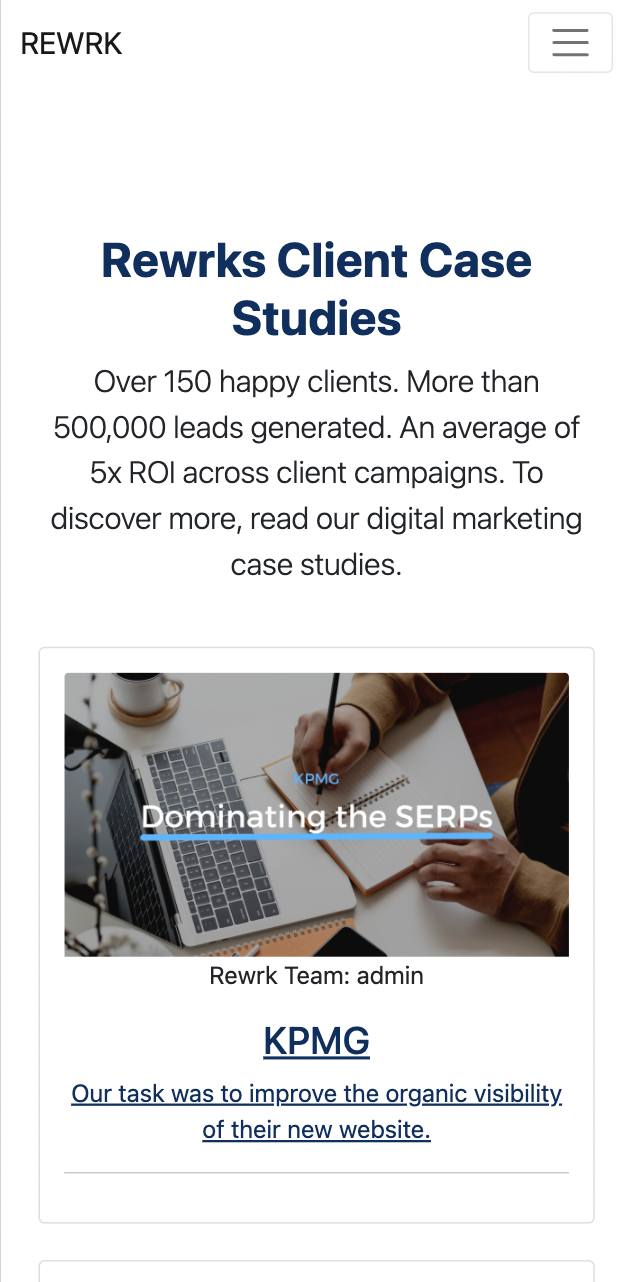 REWRK
Rewrks Client Case
Studies
Over 150 happy clients. More than
500,000 leads generated. An average of
5x ROI across client campaigns. To
discover more, read our digital marketing
case studies.
KPMG
Dominating the SERPs
Rewrk Team: admin
KPMG
Our task was to improve the organic visibility
of their new website.